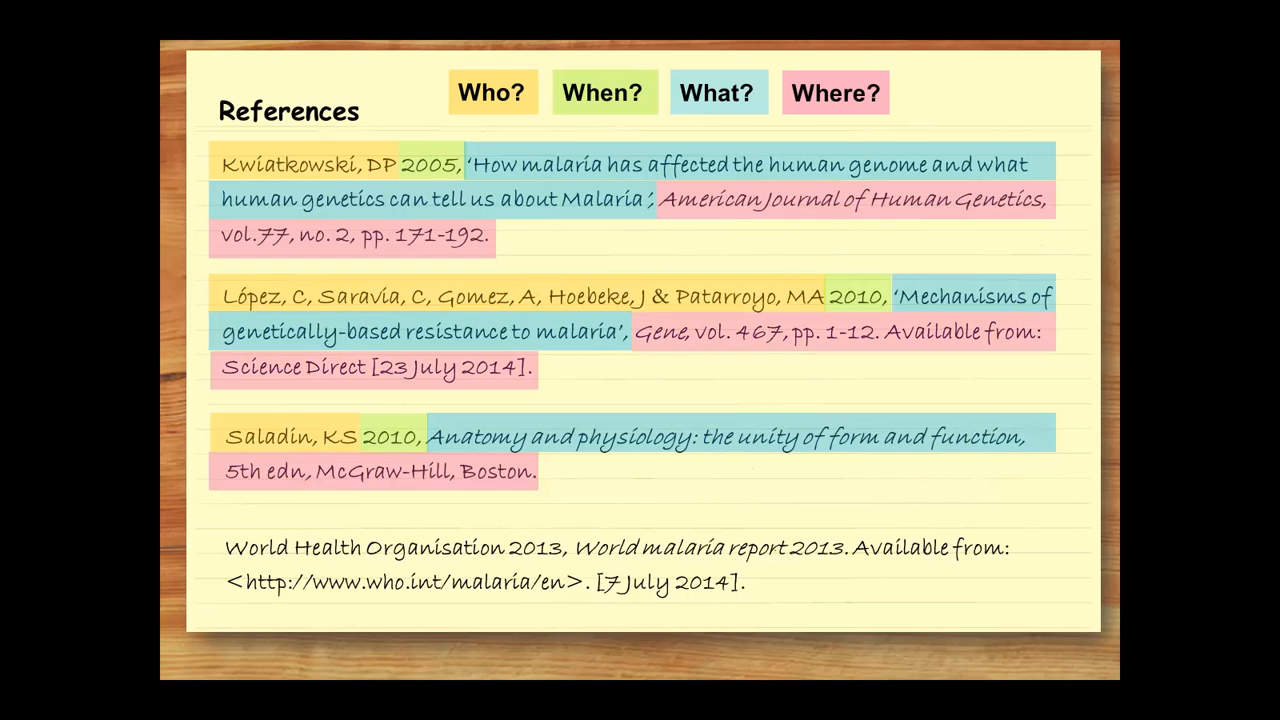 Who? When? What? Where?
References
Kwiatkowski, DP 2005, ‘How malaria has affected the human genome and what
human genetics can tell us about Malaria’, American Journal of Human Genetics,
vol.77, no. 2, pp. 171-192.
López, C, Saravia, C, Gomez, A, Hoebeke, J & Patarroyo, MA 2010, ‘Mechanisms of
genetically-based resistance to malaria’, Gene, vol. 467, pp. 1-12. Available from:
Science Direct [23 July 2014].
Saladin, KS 2010, Anatomy and physiology: the unity of form and function,
5th edn, McGraw-Hill, Boston.
World Health Organisation 2013, World malaria report 2013. Available from:
<http://www.who.int/malaria/en>. [7 July 2014].